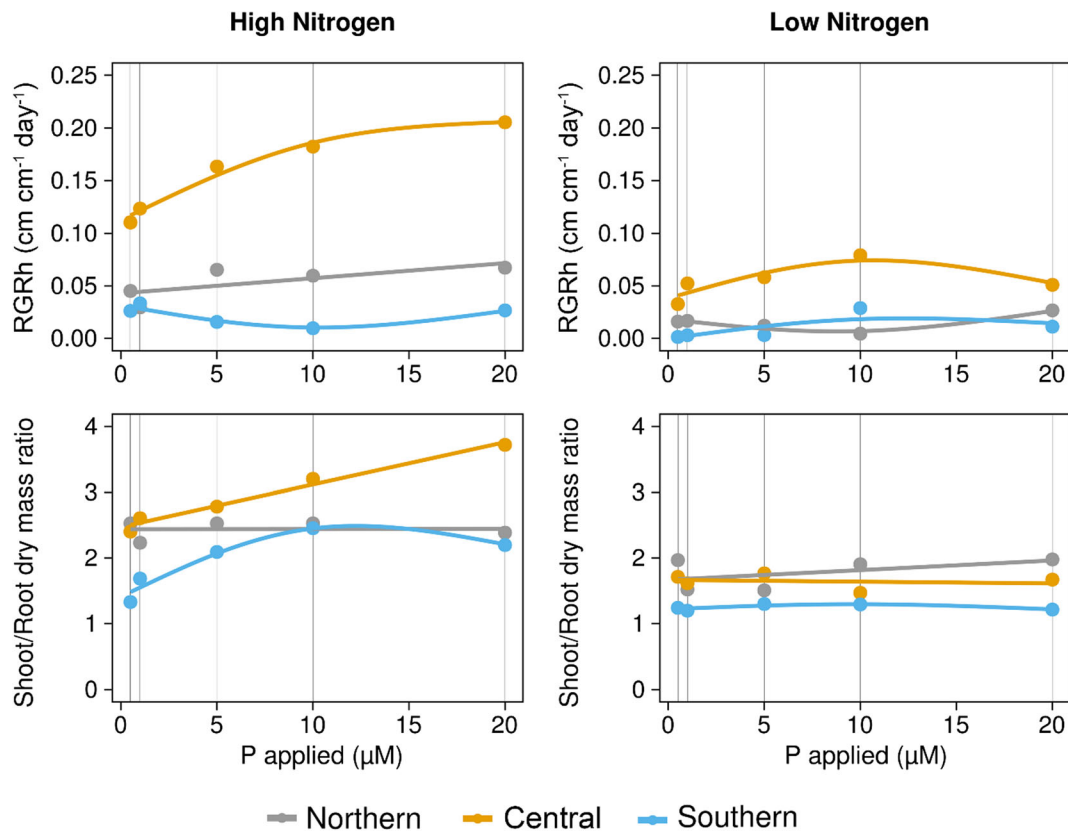 High Nitrogen
Low Nitrogen
RGRh (cm cm⁻¹ day⁻¹)
0.25
0.20
0.15
0.10
0.05
0.00
0 5 10 15 20
RGRh (cm cm⁻¹ day⁻¹)
0.25
0.20
0.15
0.10
0.05
0.00
0 5 10 15 20
Shoot/Root dry mass ratio
4
3
2
1
0
0 5 10 15 20
P applied (µM)
Shoot/Root dry mass ratio
4
3
2
1
0
0 5 10 15 20
P applied (µM)
Northern Central Southern